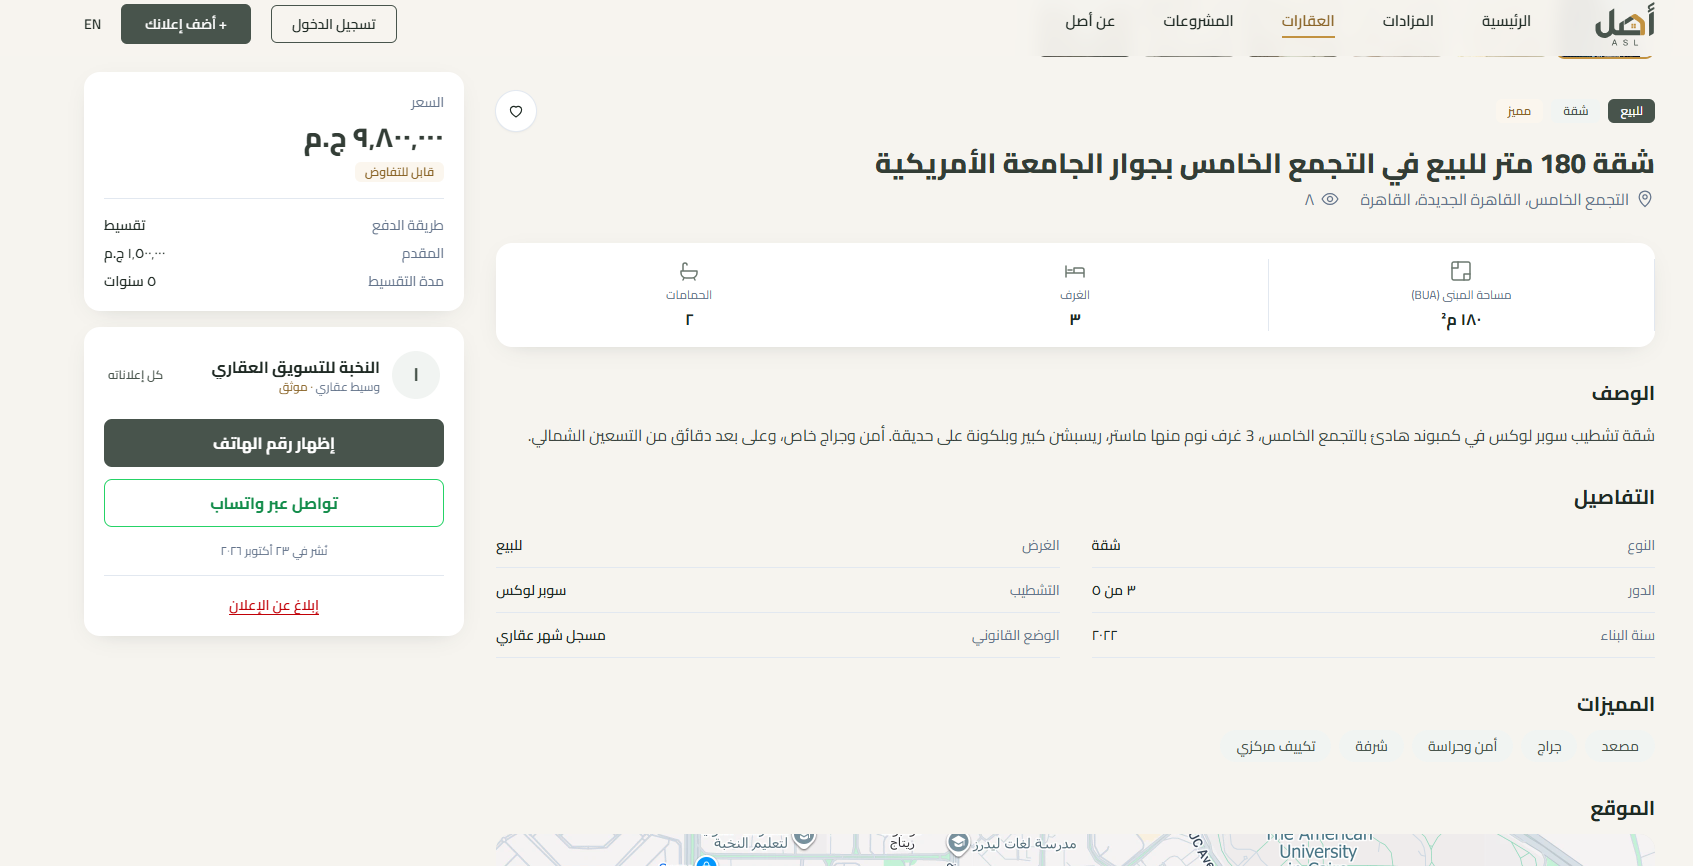 أصل
ASL
الرئيسية
المزادات
العقارات
المشروعات
عن أصل
تسجيل الدخول
+ أضف إعلانك
EN
للبيع
شقة
مميز
شقة 180 متر للبيع في التجمع الخامس بجوار الجامعة الأمريكية
التجمع الخامس، القاهرة الجديدة، القاهرة
٨
مساحة المبنى (BUA)
١٨٠ م²
الغرف
٣
الحمامات
٢
الوصف
شقة تشطيب سوبر لوكس في كمبوند هادئ بالتجمع الخامس، 3 غرف نوم منها ماستر، ريسبشن كبير وبلكونة على حديقة. أمن وجراج خاص، وعلى بعد دقائق من التسعين الشمالي.
التفاصيل
النوع
شقة
الغرض
للبيع
الدور
٣ من ٥
التشطيب
سوبر لوكس
سنة البناء
٢٠٢٢
الوضع القانوني
مسجل شهر عقاري
المميزات
مصعد
جراج
أمن وحراسة
شرفة
تكييف مركزي
الموقع
The American
University
مدرسة لغات ليدرز
ريتاج
لتعليم النخبة
السعر
٩,٨٠٠,٠٠٠ ج.م
قابل للتفاوض
طريقة الدفع
تقسيط
المقدم
١,٥٠٠,٠٠٠ ج.م
مدة التقسيط
٥ سنوات
ا
النخبة للتسويق العقاري
وسيط عقاري · موثق
كل إعلاناته
إظهار رقم الهاتف
تواصل عبر واتساب
نُشر في ٢٣ أكتوبر ٢٠٢٦
إبلاغ عن الإعلان